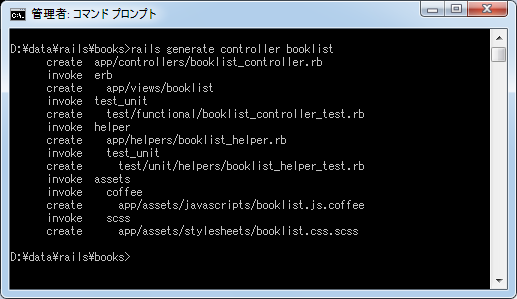 管理者: コマンド プロンプト
D:¥data¥rails¥books>rails generate controller booklist
      create  app/controllers/booklist_controller.rb
      invoke  erb
      create    app/views/booklist
      invoke  test_unit
      create    test/functional/booklist_controller_test.rb
      invoke  helper
      create    app/helpers/booklist_helper.rb
      invoke    test_unit
      create      test/unit/helpers/booklist_helper_test.rb
      invoke  assets
      invoke    coffee
      create      app/assets/javascripts/booklist.js.coffee
      invoke    scss
      create      app/assets/stylesheets/booklist.css.scss
D:¥data¥rails¥books>